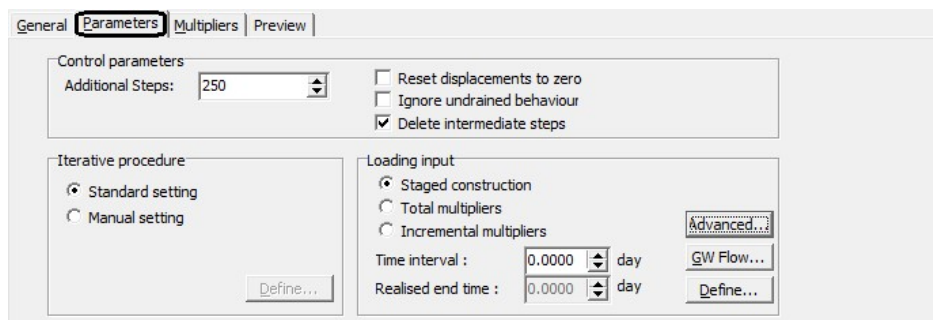 General Parameters Multipliers Preview
Control parameters
Additional Steps: 250
Reset displacements to zero
Ignore undrained behaviour
Delete intermediate steps
Iterative procedure
Standard setting
Manual setting
Define...
Loading input
Staged construction
Total multipliers
Incremental multipliers
Advanced...
Time interval : 0.0000 day
GW Flow...
Realised end time : 0.0000 day
Define...